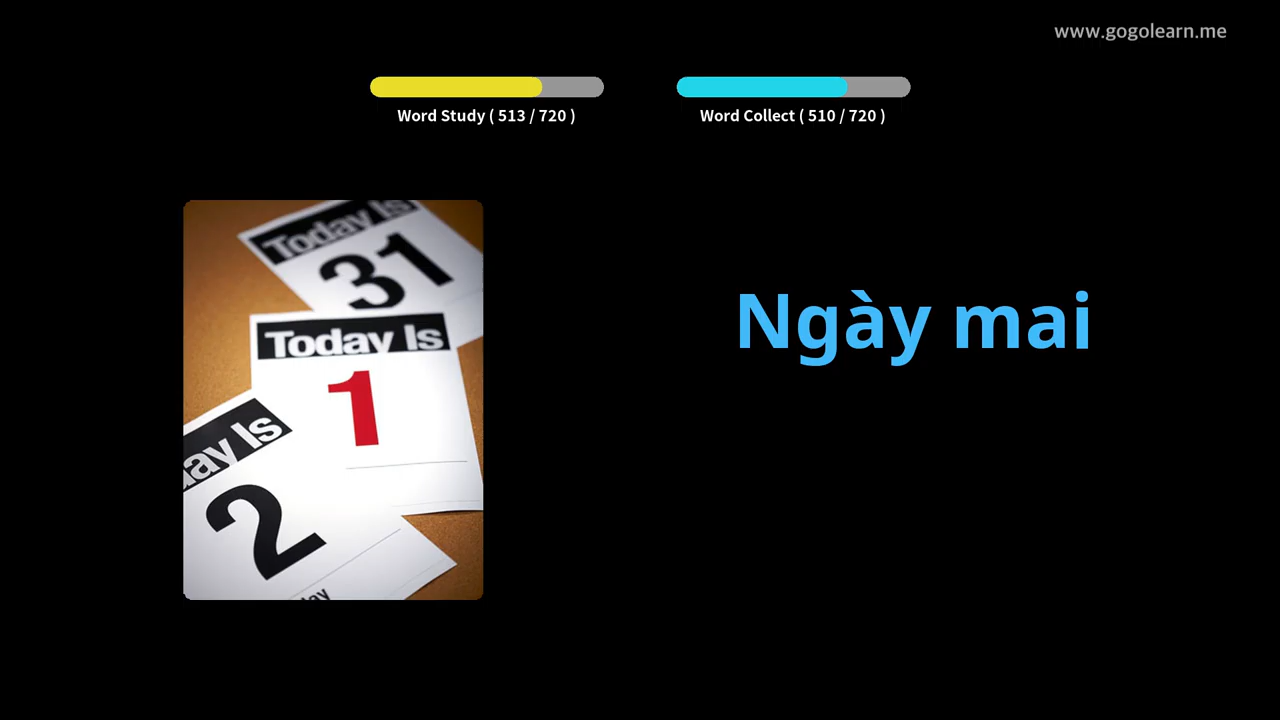 www.gogolearn.me
Word Study ( 513 / 720 )
Word Collect ( 510 / 720 )
Today Is
31
Today Is
1
ay Is
2
Ngày mai